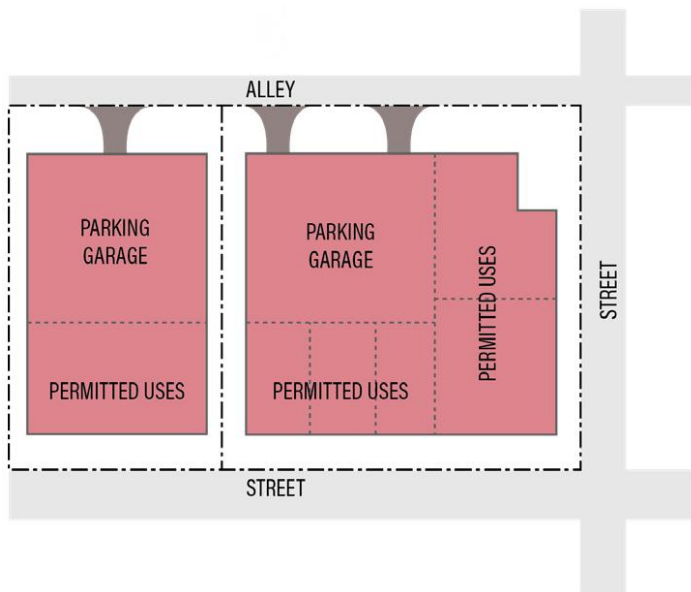 ALLEY
PARKING
GARAGE
PARKING
GARAGE
PERMITTED USES
STREET
PERMITTED USES
PERMITTED USES
STREET